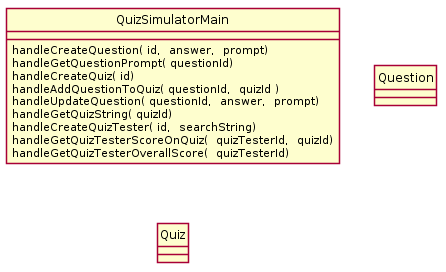 QuizSimulatorMain
handleCreateQuestion( id,  answer,  prompt)
handleGetQuestionPrompt( questionId)
handleCreateQuiz( id)
handleAddQuestionToQuiz( questionId,  quizId )
handleUpdateQuestion( questionId,  answer,  prompt)
handleGetQuizString( quizId)
handleCreateQuizTester( id,  searchString)
handleGetQuizTesterScoreOnQuiz(  quizTesterId,  quizId)
handleGetQuizTesterOverallScore(  quizTesterId)
Question
Quiz